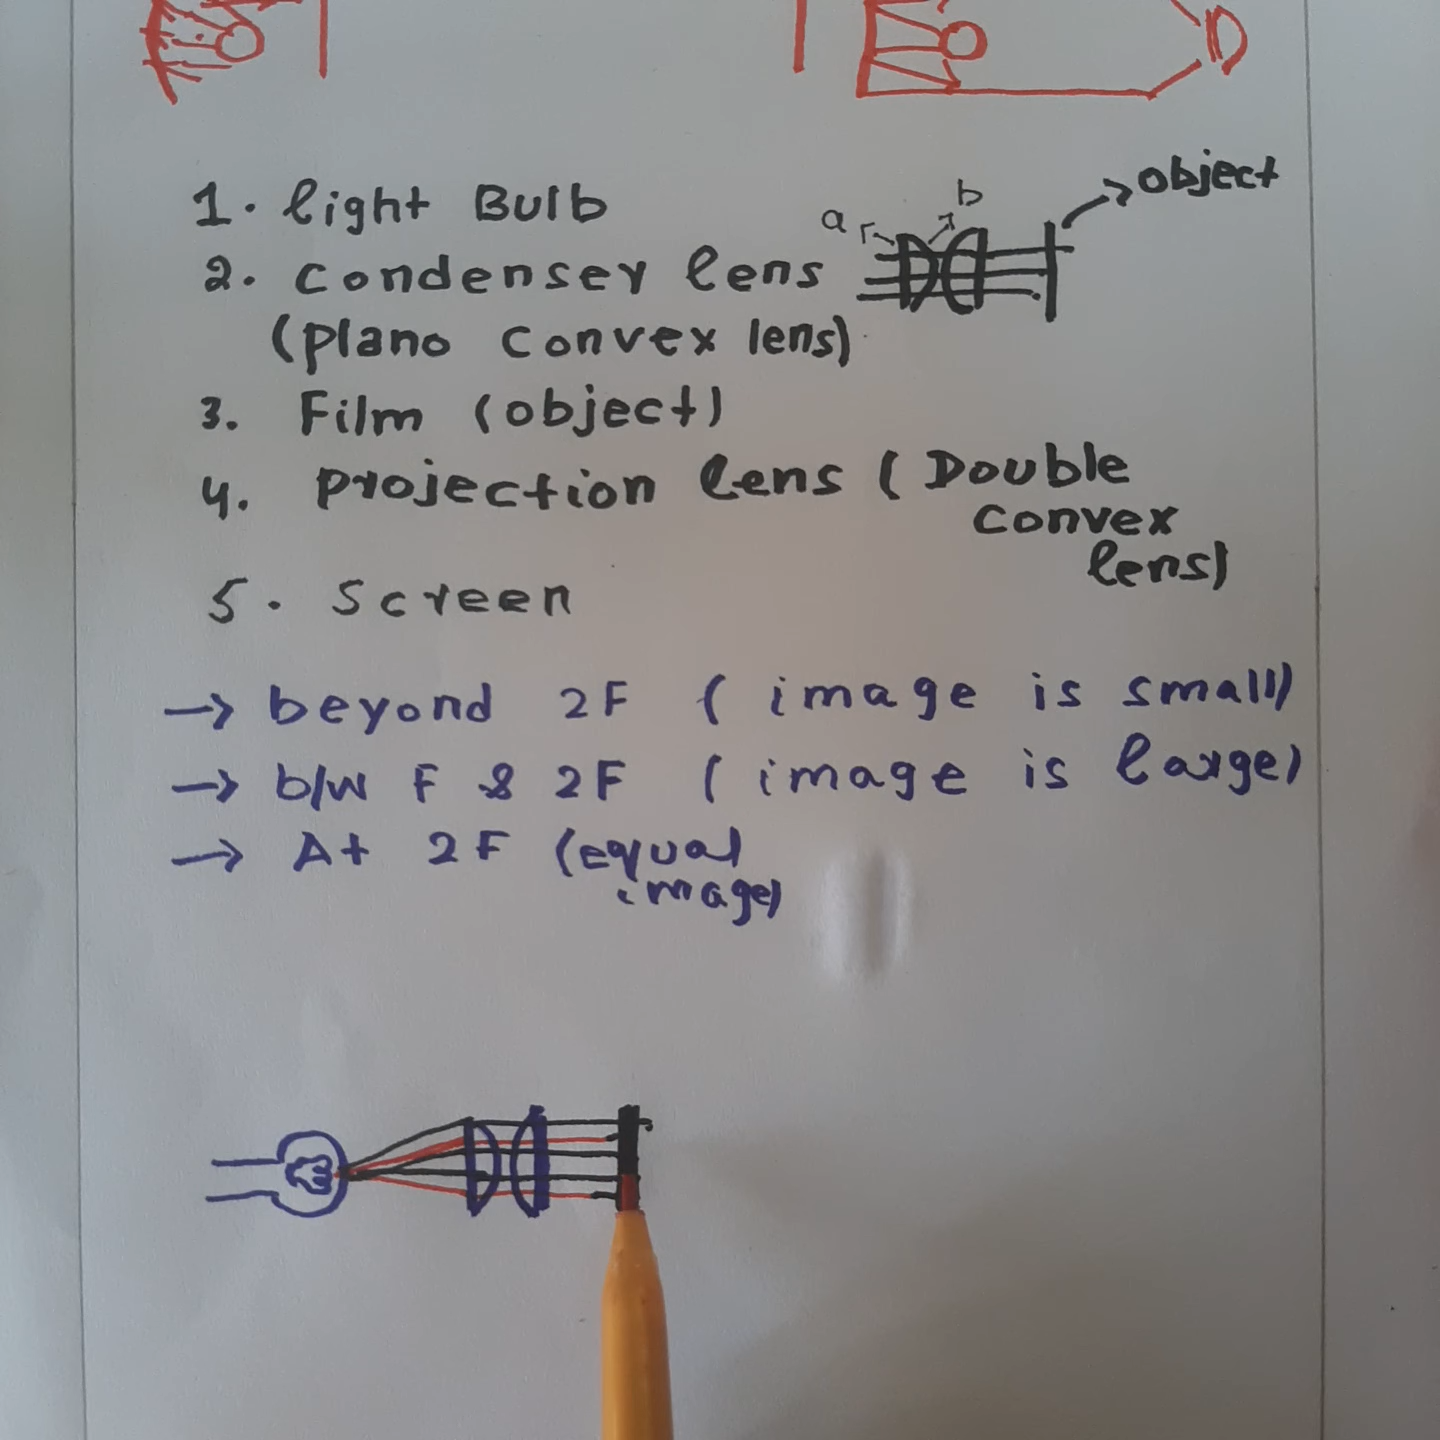 1. light Bulb
a b object
2. condenser lens
(plano convex lens)
3. Film (object)
4. projection lens (Double
convex
lens)
5. Screen
→ beyond 2F (image is small)
→ b/w F & 2F (image is large)
→ At 2F (equal
image)